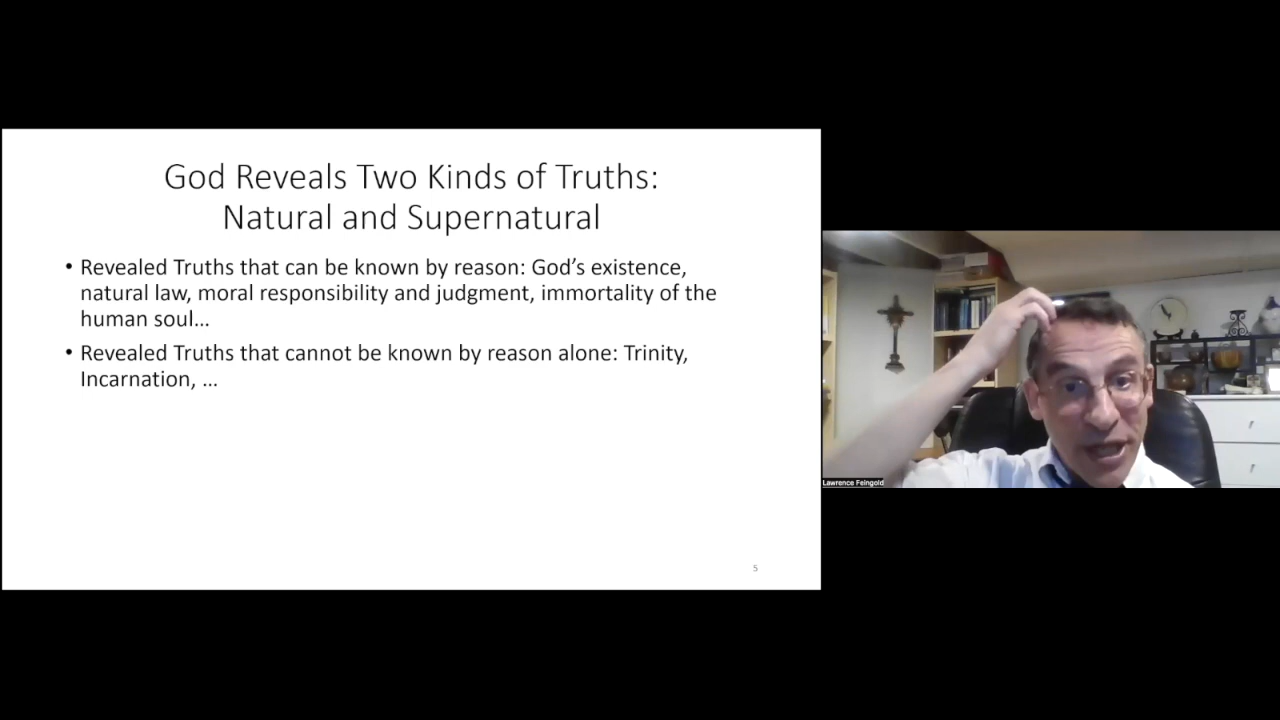 God Reveals Two Kinds of Truths:
Natural and Supernatural
• Revealed Truths that can be known by reason: God’s existence,
natural law, moral responsibility and judgment, immortality of the
human soul…
• Revealed Truths that cannot be known by reason alone: Trinity,
Incarnation, …
5
Lawrence Feingold